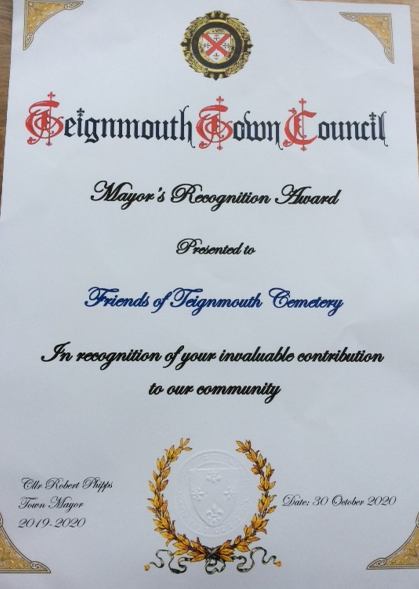 Teignmouth Town Council
Mayor's Recognition Award
Presented to
Friends of Teignmouth Cemetery
In recognition of your invaluable contribution
to our community
Cllr Robert Phipps
Town Mayor
2019-2020
Date: 30 October 2020